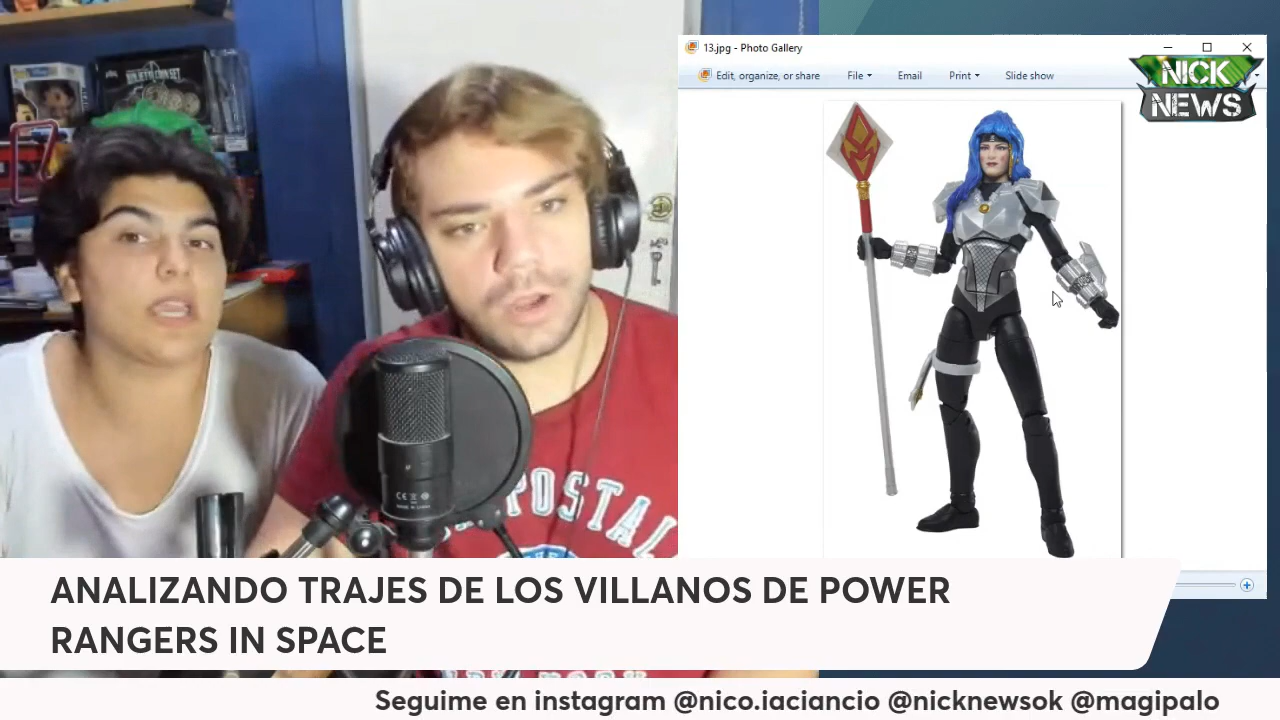 13.jpg - Photo Gallery
Edit, organize, or share File Email Print Slide show
NICK
NEWS
POSTAL
ANALIZANDO TRAJES DE LOS VILLANOS DE POWER
RANGERS IN SPACE
Seguime en instagram @nico.iaciancio @nicknewsok @magipalo